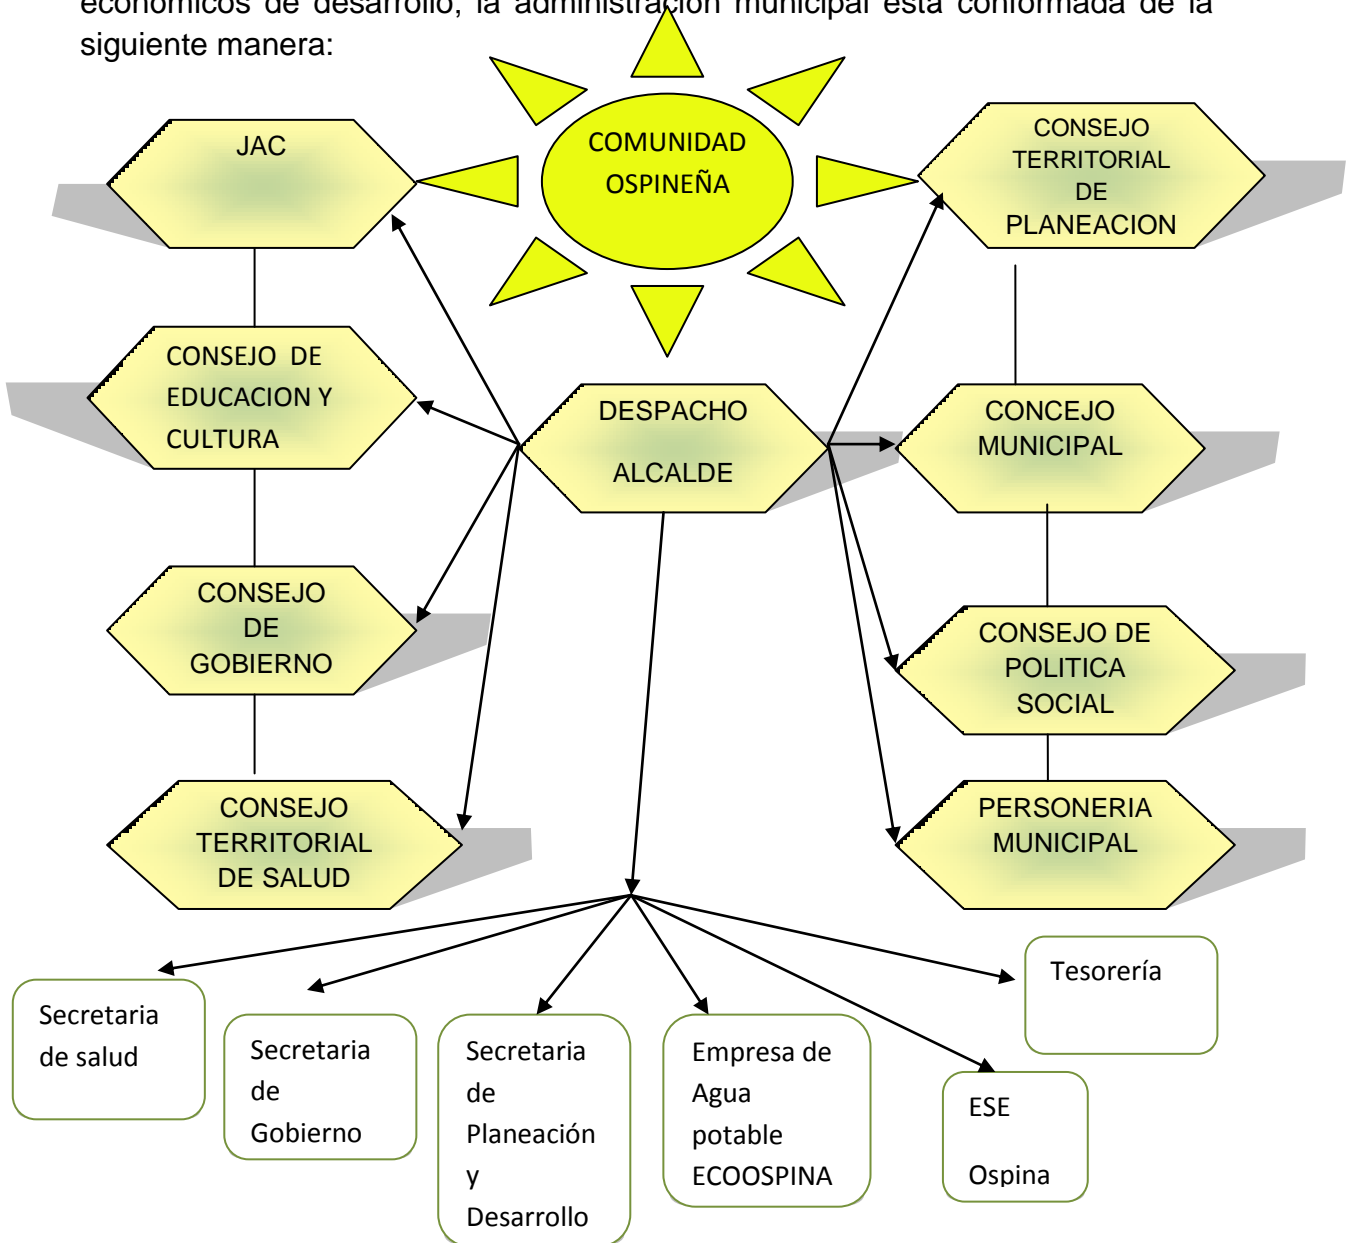 económicos de desarrollo, la administración municipal está conformada de la
siguiente manera:
COMUNIDAD
OSPINEÑA
JAC
CONSEJO
TERRITORIAL
DE
PLANEACION
CONSEJO DE
EDUCACION Y
CULTURA
DESPACHO
ALCALDE
CONCEJO
MUNICIPAL
CONSEJO
DE
GOBIERNO
CONSEJO DE
POLITICA
SOCIAL
CONSEJO
TERRITORIAL
DE SALUD
PERSONERIA
MUNICIPAL
Secretaria
de salud
Secretaria
de
Gobierno
Secretaria
de
Planeación
y
Desarrollo
Empresa de
Agua
potable
ECOOSPINA
ESE
Ospina
Tesorería